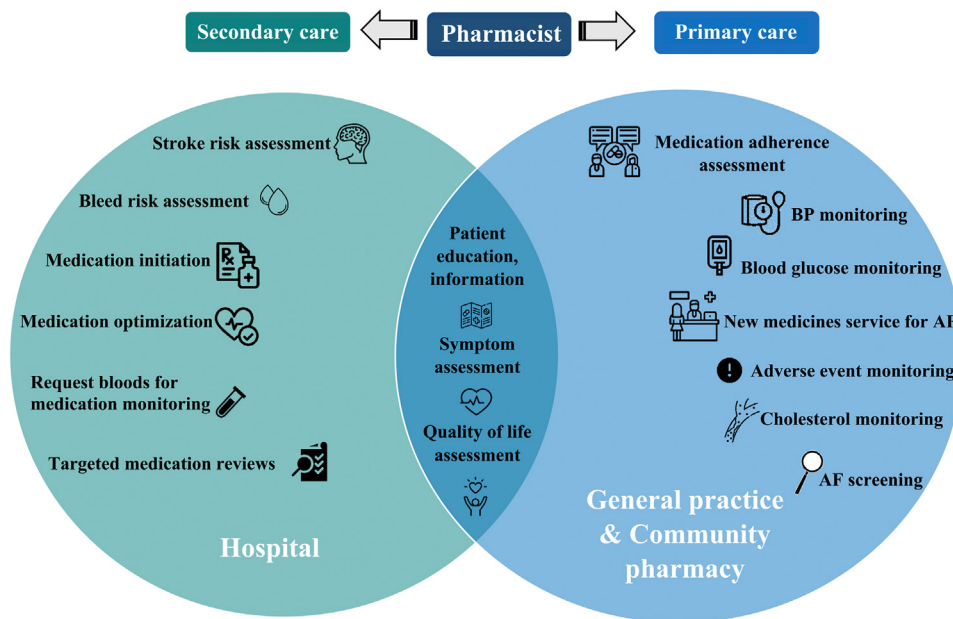 Secondary care
Pharmacist
Primary care
Stroke risk assessment
Bleed risk assessment
Medication initiation
Rx
Medication optimization
Request bloods for
medication monitoring
Targeted medication reviews
Hospital
Patient
education,
information
Symptom
assessment
Quality of life
assessment
Medication adherence
assessment
BP monitoring
Blood glucose monitoring
New medicines service for AF
Adverse event monitoring
Cholesterol monitoring
AF screening
General practice
& Community
pharmacy